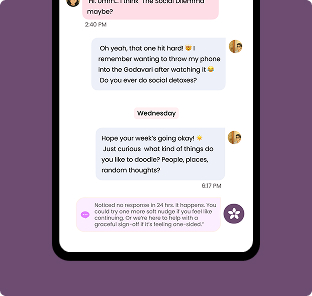 Hi. Umm.. I think 'The Social Dilemma
maybe?
2:40 PM
Oh yeah, that one hit hard! 🤯 I
remember wanting to throw my phone
into the Godavari after watching it 😂
Do you ever do social detoxes?
Wednesday
Hope your week's going okay! ☀️
Just curious what kind of things do
you like to doodle? People, places,
random thoughts?
6:17 PM
Noticed no response in 24 hrs. It happens. You
could try one more soft nudge if you feel like
continuing. Or we're here to help with a
graceful sign-off if it's feeling one-sided."